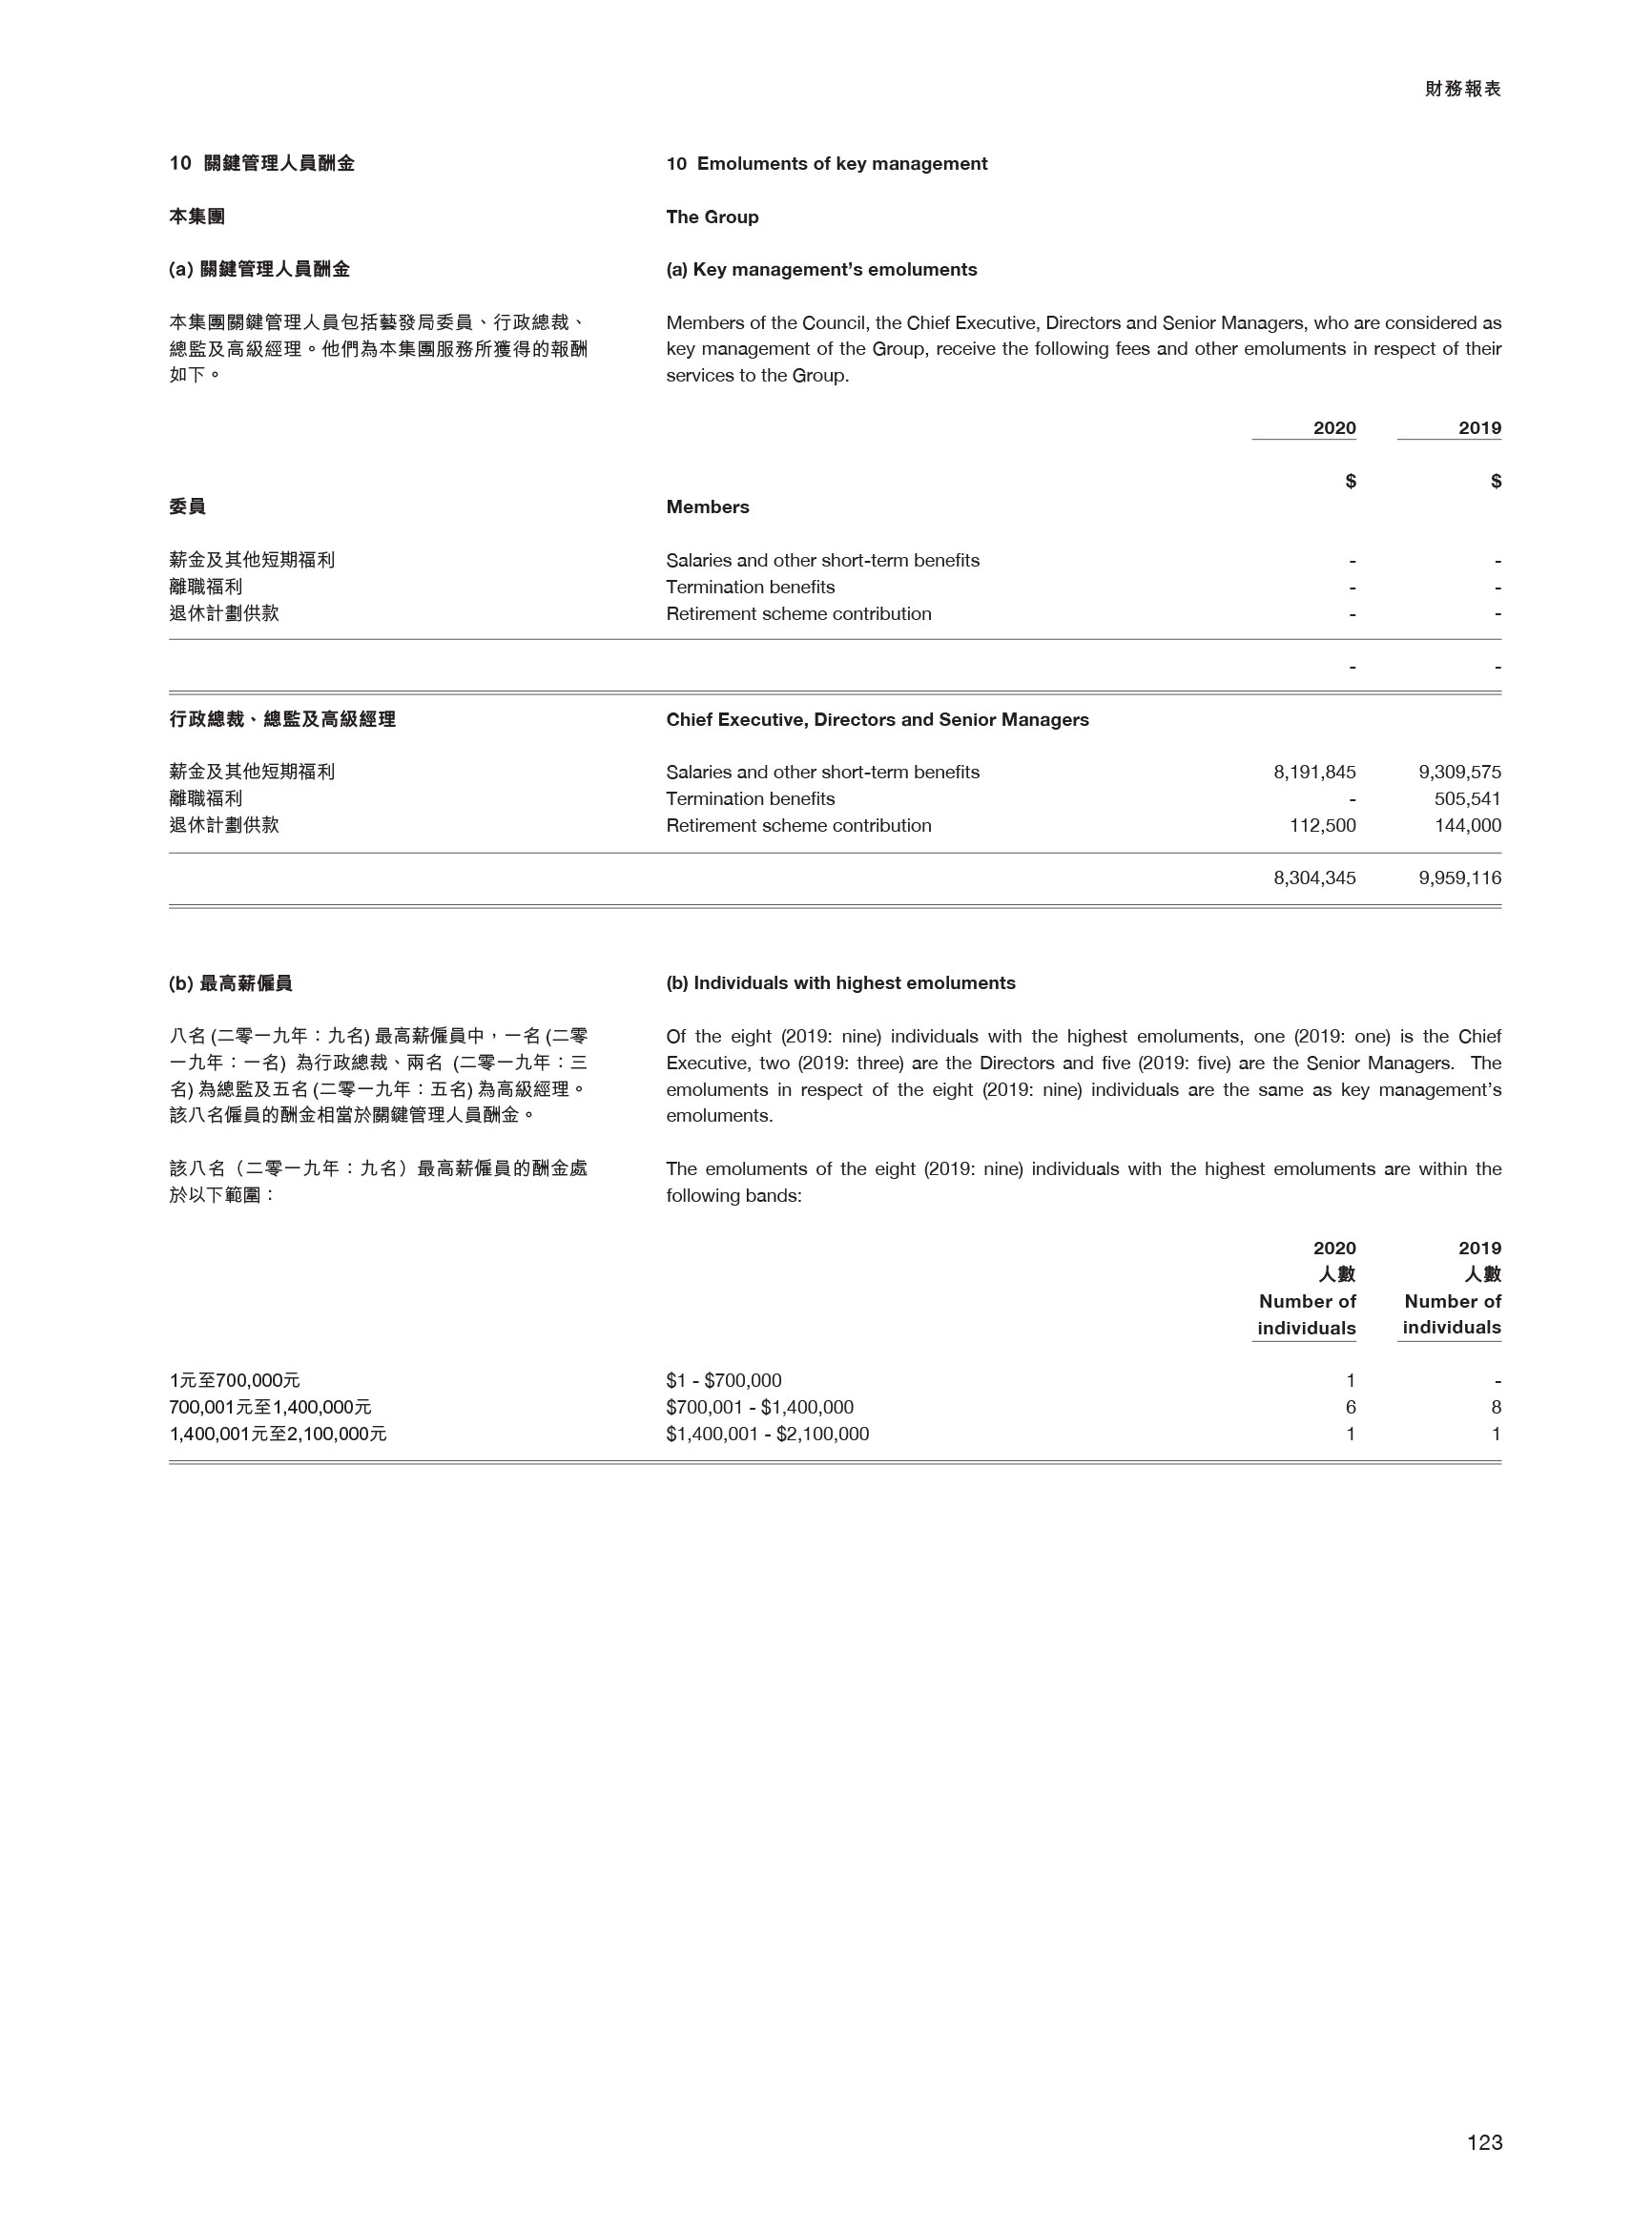 財務報表
10 關鍵管理人員酬金
10 Emoluments of key management
本集團
The Group
(a) 關鍵管理人員酬金
(a) Key management’s emoluments
本集團關鍵管理人員包括藝發局委員、行政總裁、
總監及高級經理。他們為本集團服務所獲得的報酬
如下。
Members of the Council, the Chief Executive, Directors and Senior Managers, who are considered as
key management of the Group, receive the following fees and other emoluments in respect of their
services to the Group.
2020 2019
$ $
委員 Members
薪金及其他短期福利 Salaries and other short-term benefits - -
離職福利 Termination benefits - -
退休計劃供款 Retirement scheme contribution - -
- -
行政總裁、總監及高級經理 Chief Executive, Directors and Senior Managers
薪金及其他短期福利 Salaries and other short-term benefits 8,191,845 9,309,575
離職福利 Termination benefits - 505,541
退休計劃供款 Retirement scheme contribution 112,500 144,000
8,304,345 9,959,116
(b) 最高薪僱員
(b) Individuals with highest emoluments
八名 (二零一九年：九名) 最高薪僱員中，一名 (二零
一九年：一名) 為行政總裁、兩名 (二零一九年：三
名) 為總監及五名 (二零一九年：五名) 為高級經理。
該八名僱員的酬金相當於關鍵管理人員酬金。
Of the eight (2019: nine) individuals with the highest emoluments, one (2019: one) is the Chief
Executive, two (2019: three) are the Directors and five (2019: five) are the Senior Managers. The
emoluments in respect of the eight (2019: nine) individuals are the same as key management’s
emoluments.
該八名（二零一九年：九名）最高薪僱員的酬金處
於以下範圍：
The emoluments of the eight (2019: nine) individuals with the highest emoluments are within the
following bands:
2020 2019
人數 人數
Number of Number of
individuals individuals
1元至700,000元 $1 - $700,000 1 -
700,001元至1,400,000元 $700,001 - $1,400,000 6 8
1,400,001元至2,100,000元 $1,400,001 - $2,100,000 1 1
123